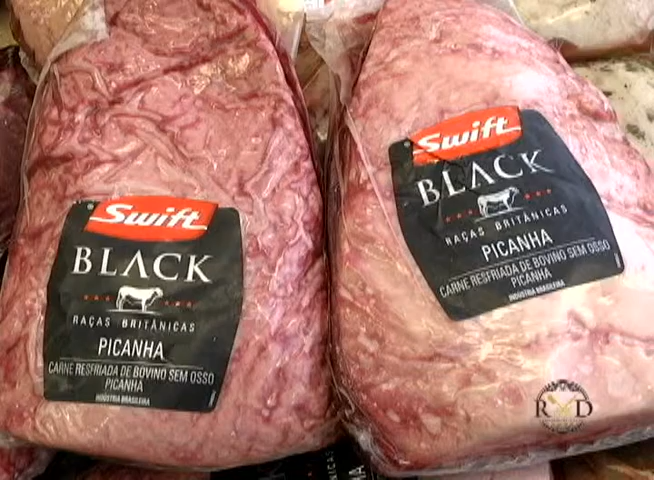 Swift
BLACK
RAÇAS BRITÂNICAS
PICANHA
CARNE RESFRIADA DE BOVINO SEM OSSO
PICANHA
INDÚSTRIA BRASILEIRA
Swift
BLACK
RAÇAS BRITÂNICAS
PICANHA
CARNE RESFRIADA DE BOVINO SEM OSSO
PICANHA
INDÚSTRIA BRASILEIRA
R D